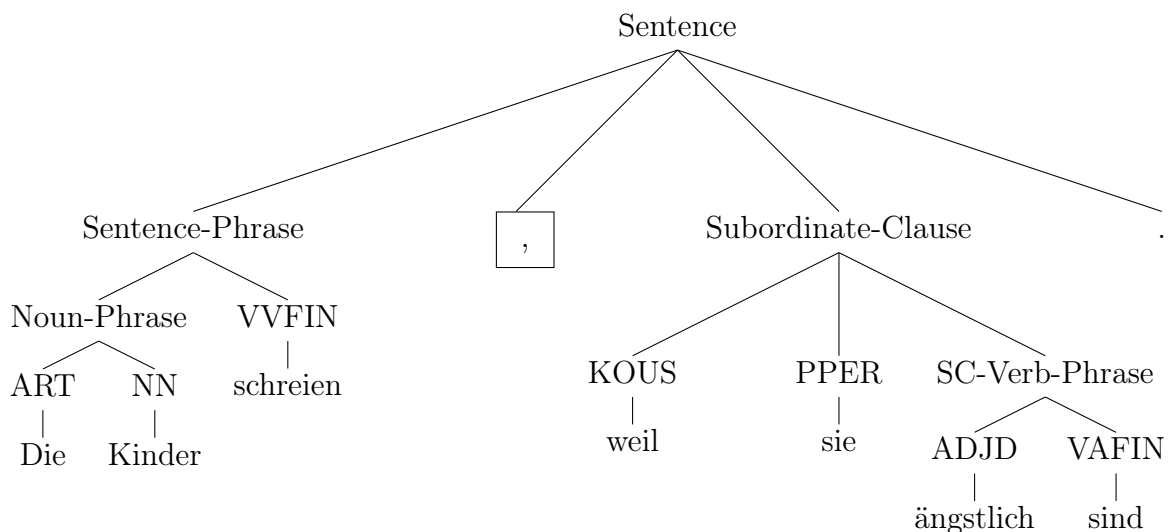 Sentence
Sentence-Phrase , Subordinate-Clause .
Noun-Phrase VVFIN
ART NN schreien KOUS PPER SC-Verb-Phrase
Die Kinder weil sie ADJD VAFIN
ängstlich sind